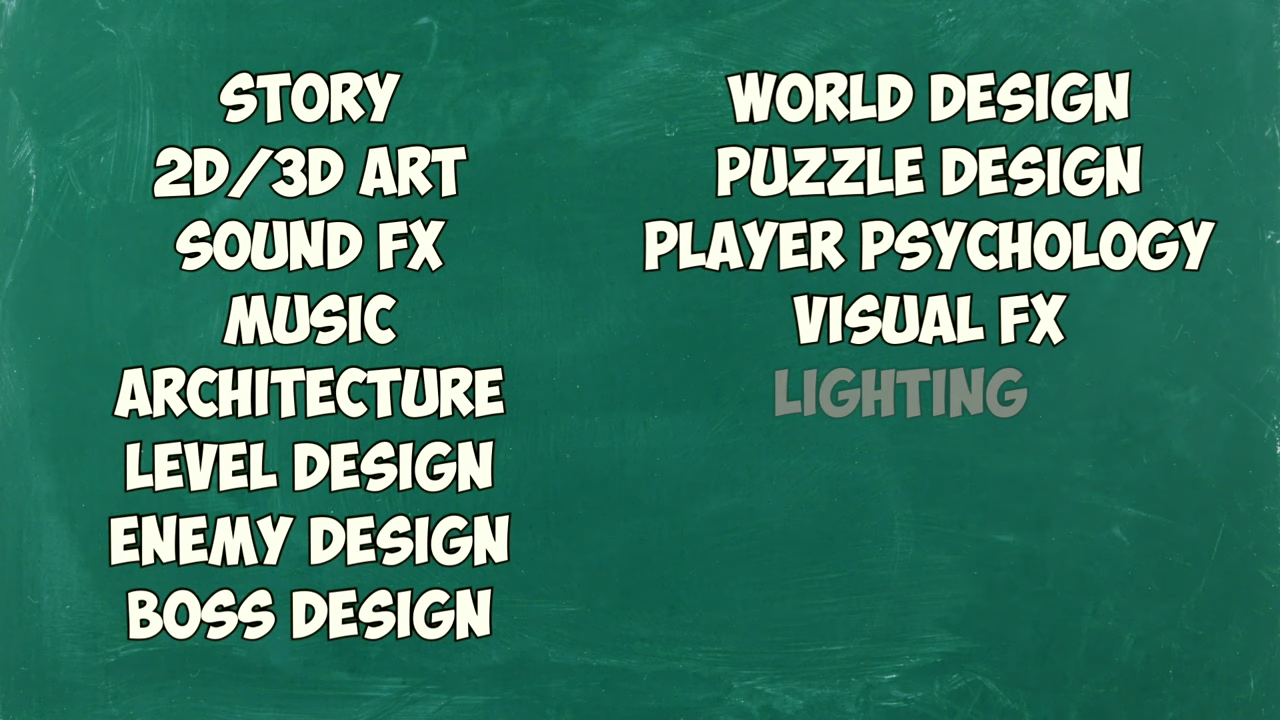 STORY
2D/3D ART
SOUND FX
MUSIC
ARCHITECTURE
LEVEL DESIGN
ENEMY DESIGN
BOSS DESIGN
WORLD DESIGN
PUZZLE DESIGN
PLAYER PSYCHOLOGY
VISUAL FX
LIGHTING